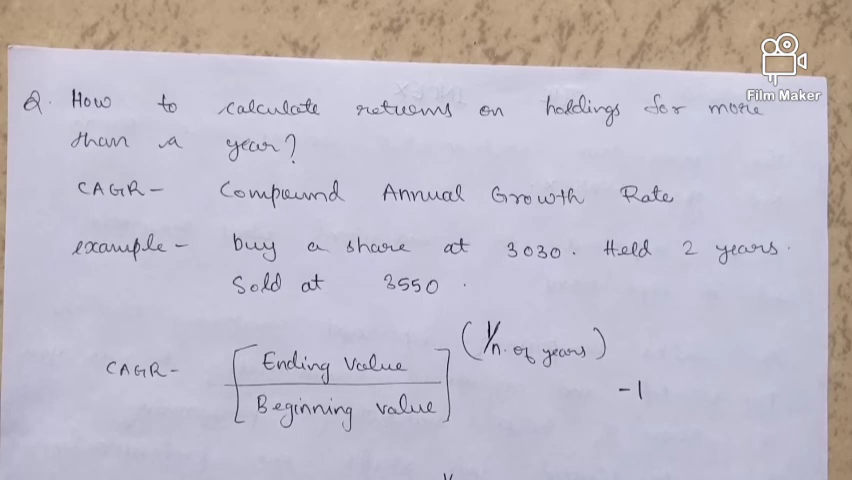 Film Maker
Q. How to calculate returns on holdings for more
than a year?
CAGR - Compound Annual Growth Rate
example - buy a share at 3030. Held 2 years.
Sold at 3550.
CAGR - [Ending Value / Beginning value] (1/n. of years) - 1